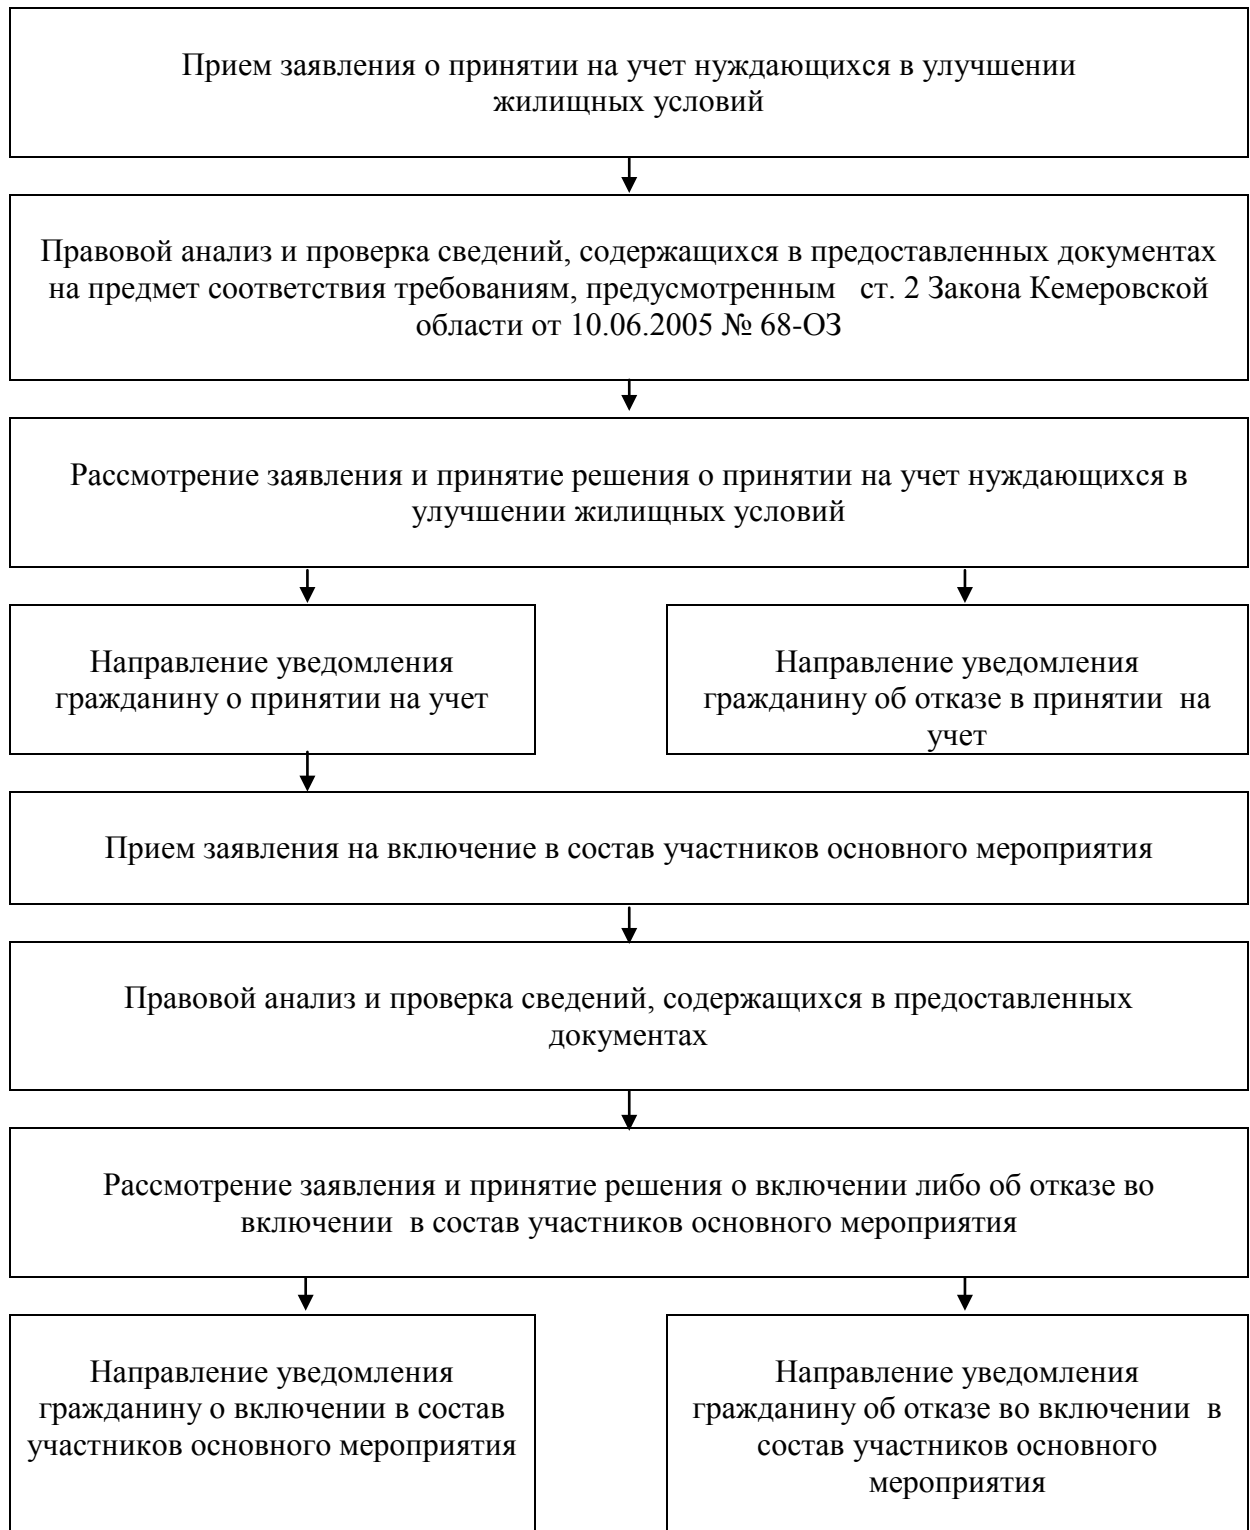 Прием заявления о принятии на учет нуждающихся в улучшении
жилищных условий
Правовой анализ и проверка сведений, содержащихся в предоставленных документах
на предмет соответствия требованиям, предусмотренным ст. 2 Закона Кемеровской
области от 10.06.2005 № 68-ОЗ
Рассмотрение заявления и принятие решения о принятии на учет нуждающихся в
улучшении жилищных условий
Направление уведомления
гражданину о принятии на учет
Направление уведомления
гражданину об отказе в принятии на
учет
Прием заявления на включение в состав участников основного мероприятия
Правовой анализ и проверка сведений, содержащихся в предоставленных
документах
Рассмотрение заявления и принятие решения о включении либо об отказе во
включении в состав участников основного мероприятия
Направление уведомления
гражданину о включении в состав
участников основного мероприятия
Направление уведомления
гражданину об отказе во включении в
состав участников основного
мероприятия